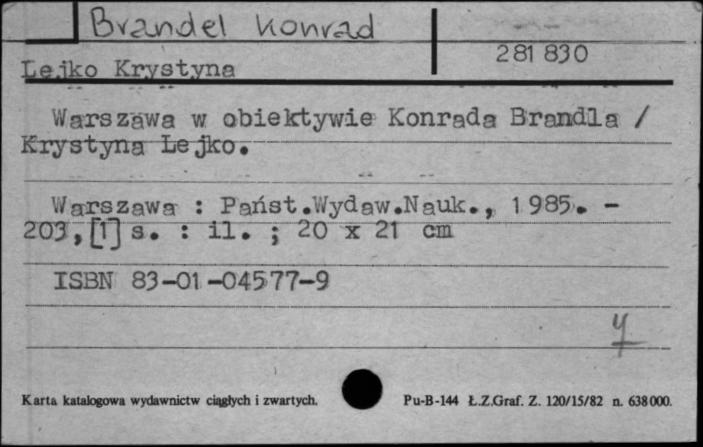 Brandel Konrad
281 830
Lejko Krystyna
Warszawa w obiektywie Konrada Brandla /
Krystyna Lejko.
Warszawa : Państ.Wydaw.Nauk., 1985. -
203,[1] s. : il. ; 20 x 21 cm
ISBN 83-01-04577-9
Karta katalogowa wydawnictw ciągłych i zwartych.
Pu-B-144 Ł.Z.Graf. Z. 120/15/82 n. 638 000.